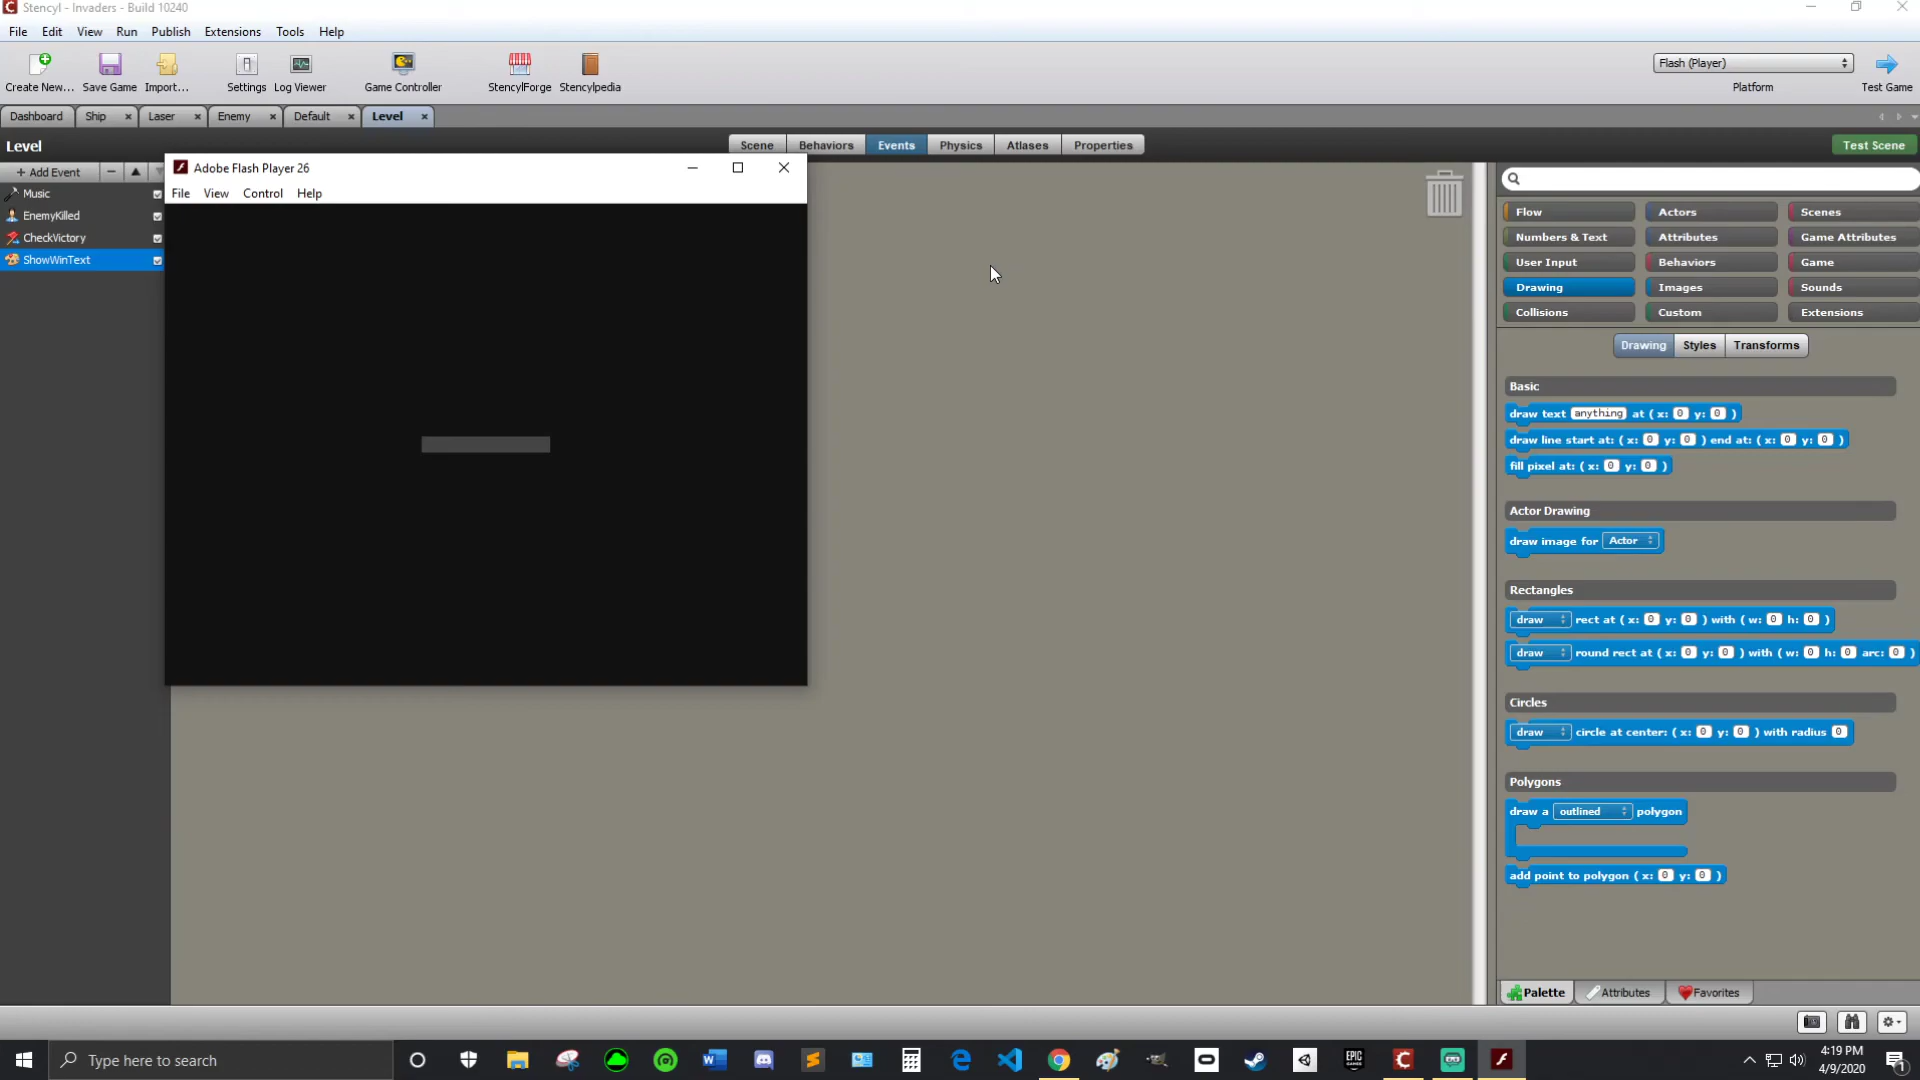 Stencyl - Invaders - Build 10240
File Edit View Run Publish Extensions Tools Help
Create New... Save Game Import... Settings Log Viewer Game Controller StencylForge Stencylpedia
Flash (Player)
Platform
Test Game
Dashboard Ship Laser Enemy Default Level
Level
Scene Behaviors Events Physics Atlases Properties
Test Scene
+ Add Event
Music
EnemyKilled
CheckVictory
ShowWinText
Adobe Flash Player 26
File View Control Help
Flow Actors Scenes
Numbers & Text Attributes Game Attributes
User Input Behaviors Game
Drawing Images Sounds
Collisions Custom Extensions
Drawing Styles Transforms
Basic
draw text anything at ( x: 0 y: 0 )
draw line start at: ( x: 0 y: 0 ) end at: ( x: 0 y: 0 )
fill pixel at: ( x: 0 y: 0 )
Actor Drawing
draw image for Actor
Rectangles
draw rect at ( x: 0 y: 0 ) with ( w: 0 h: 0 )
draw round rect at ( x: 0 y: 0 ) with ( w: 0 h: 0 arc: 0 )
Circles
draw circle at center: ( x: 0 y: 0 ) with radius 0
Polygons
draw a outlined polygon
add point to polygon ( x: 0 y: 0 )
Palette Attributes Favorites
Type here to search
EPIC GAMES
4:19 PM
4/9/2020
1